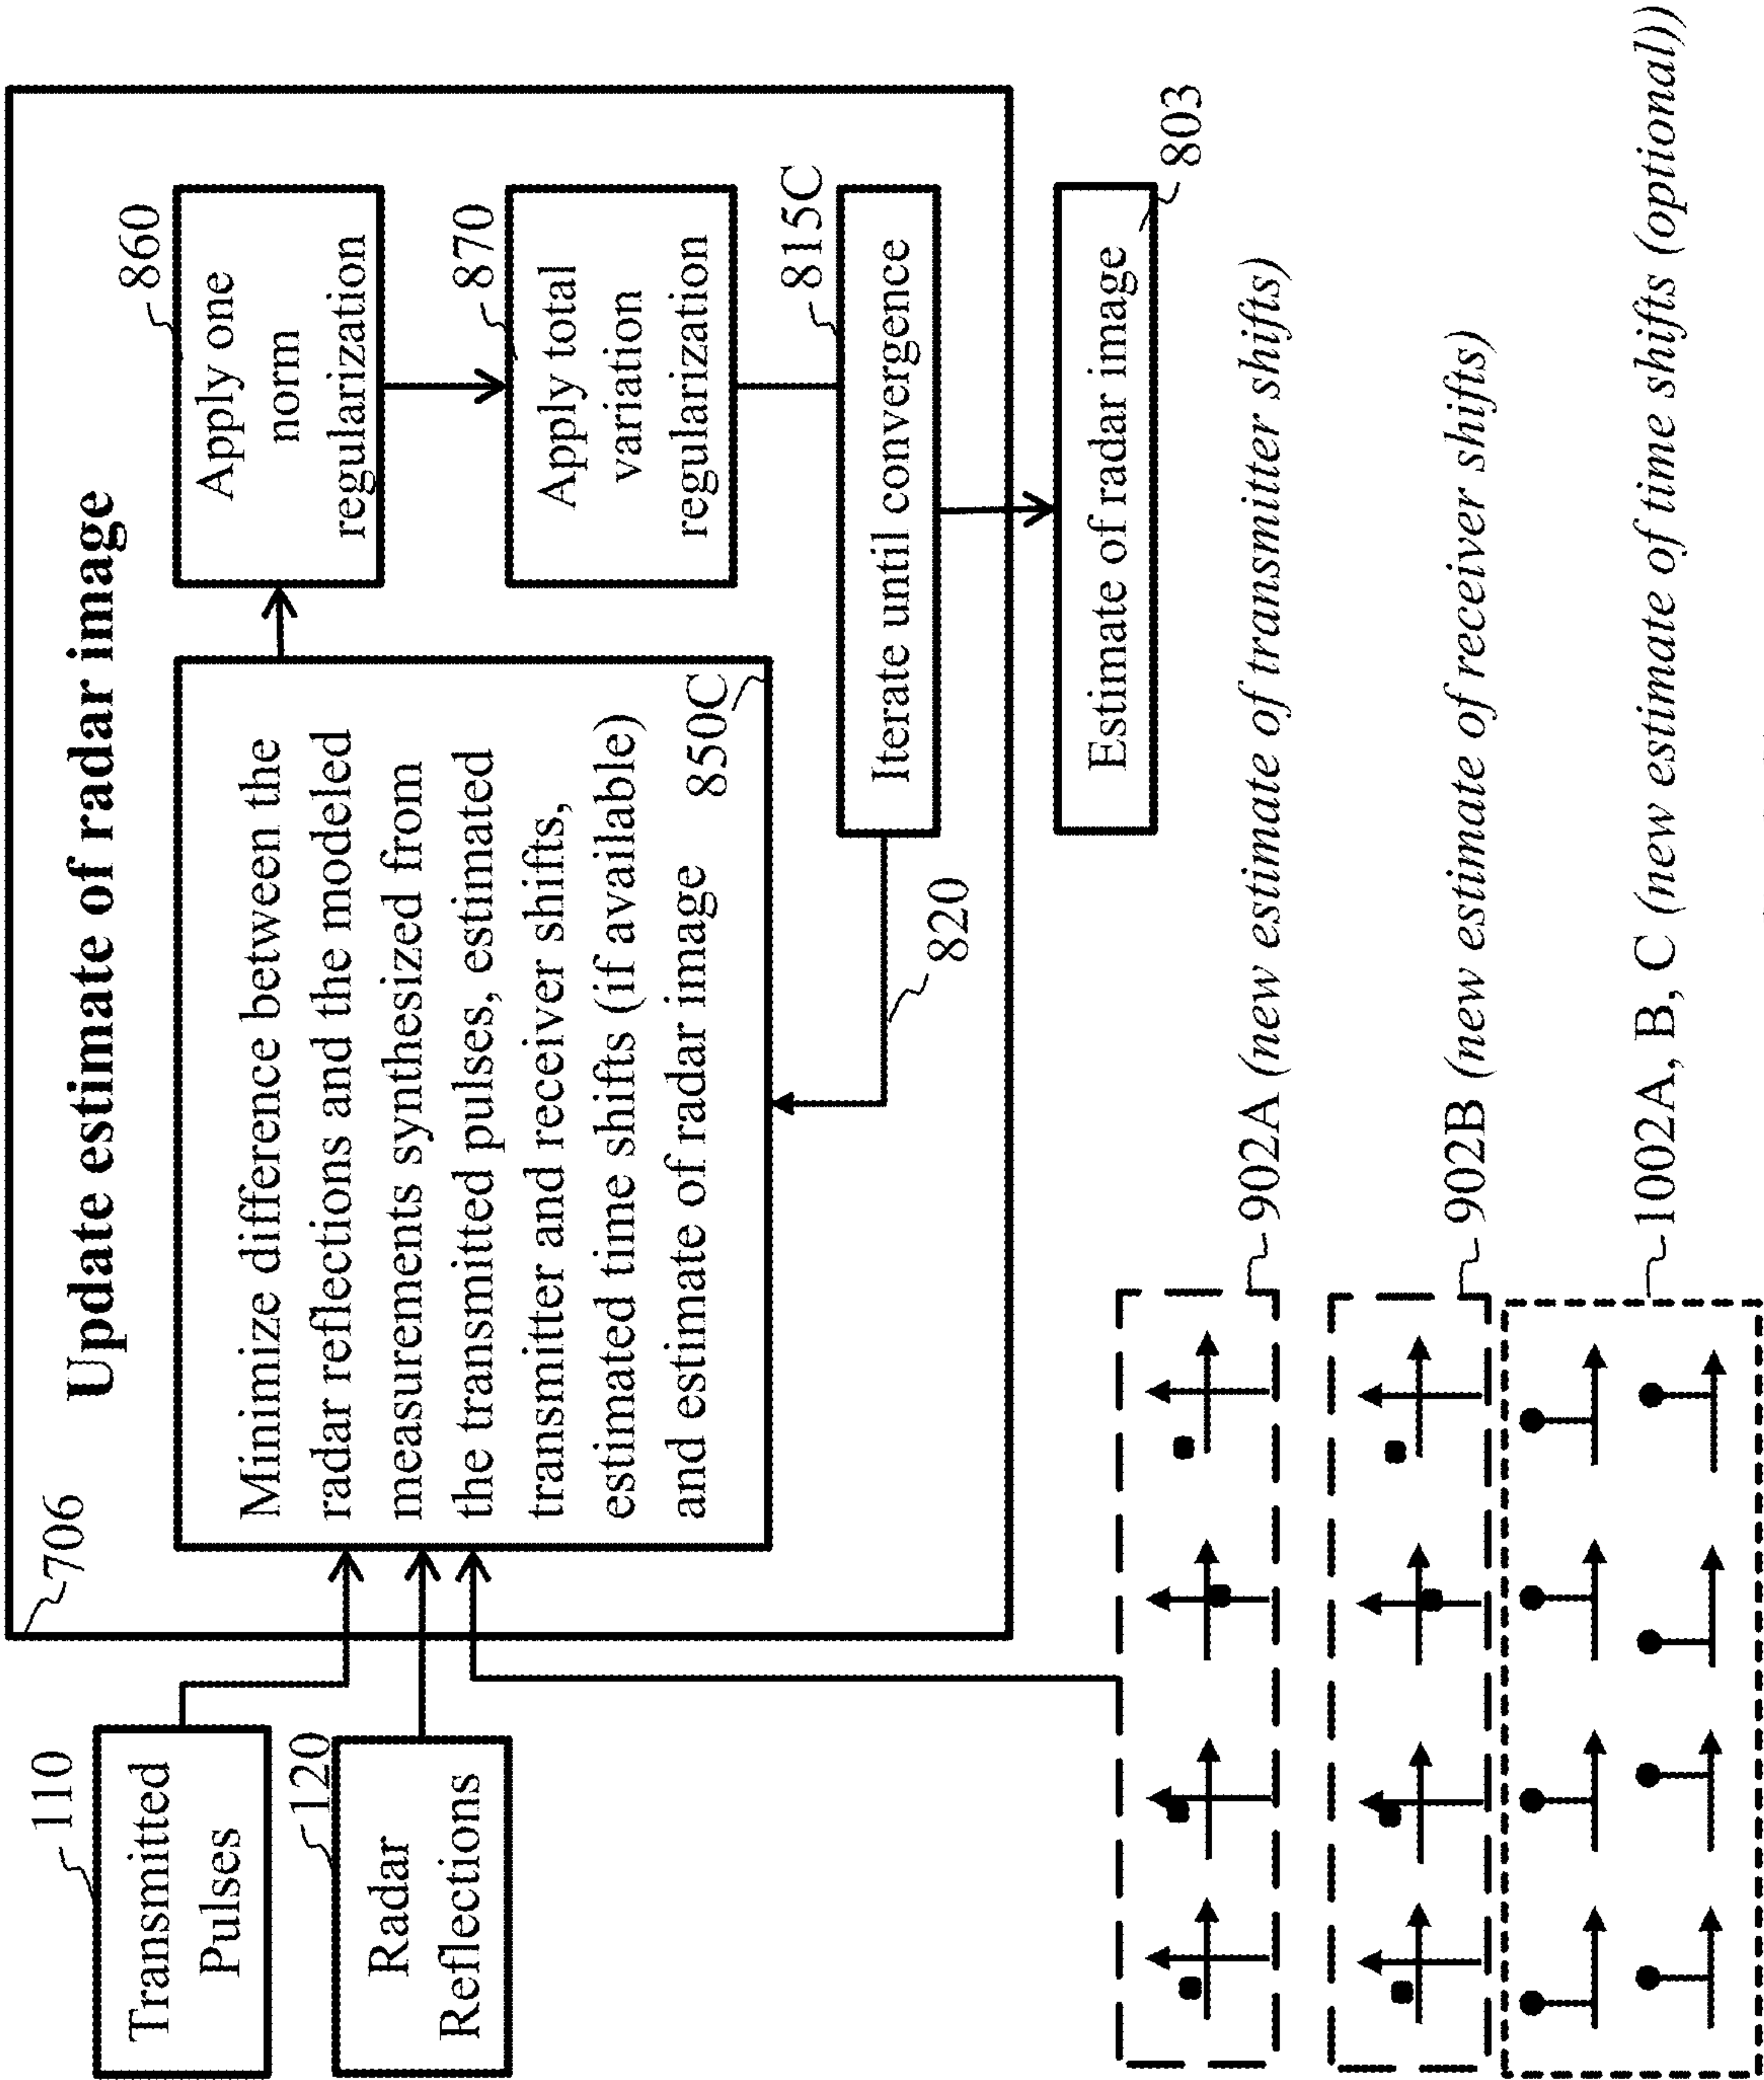 706
Update estimate of radar image
110
Transmitted
Pulses
120
Radar
Reflections
Minimize difference between the
radar reflections and the modeled
measurements synthesized from
the transmitted pulses, estimated
transmitter and receiver shifts,
estimated time shifts (if available)
and estimate of radar image
850C
860
Apply one
norm
regularization
870
Apply total
variation
regularization
815C
Iterate until convergence
820
Estimate of radar image
803
902A (new estimate of transmitter shifts)
902B (new estimate of receiver shifts)
1002A, B, C (new estimate of time shifts (optional))